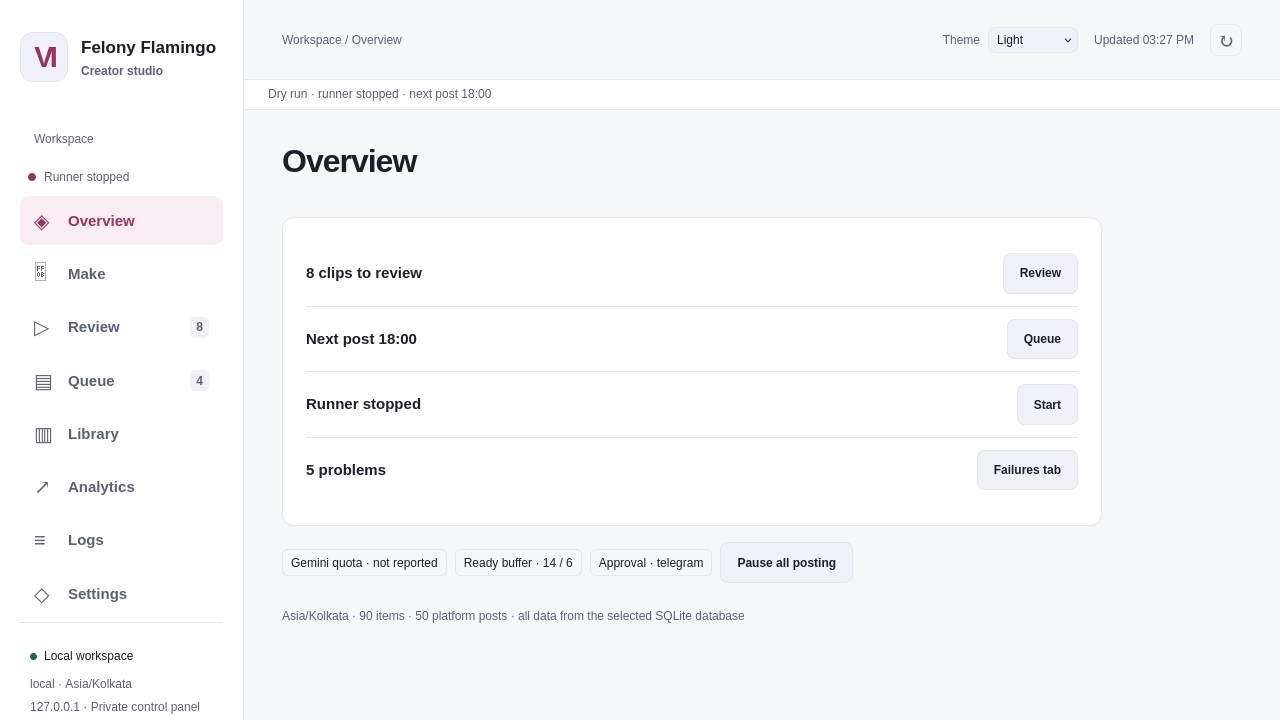 Felony Flamingo
Creator studio
Workspace
Runner stopped
Overview
Make
Review 8
Queue 4
Library
Analytics
Logs
Settings
Local workspace
local · Asia/Kolkata
127.0.0.1 · Private control panel
Workspace / Overview
Theme Light Updated 03:27 PM
Dry run · runner stopped · next post 18:00
Overview
8 clips to review Review
Next post 18:00 Queue
Runner stopped Start
5 problems Failures tab
Gemini quota · not reported Ready buffer · 14 / 6 Approval · telegram Pause all posting
Asia/Kolkata · 90 items · 50 platform posts · all data from the selected SQLite database